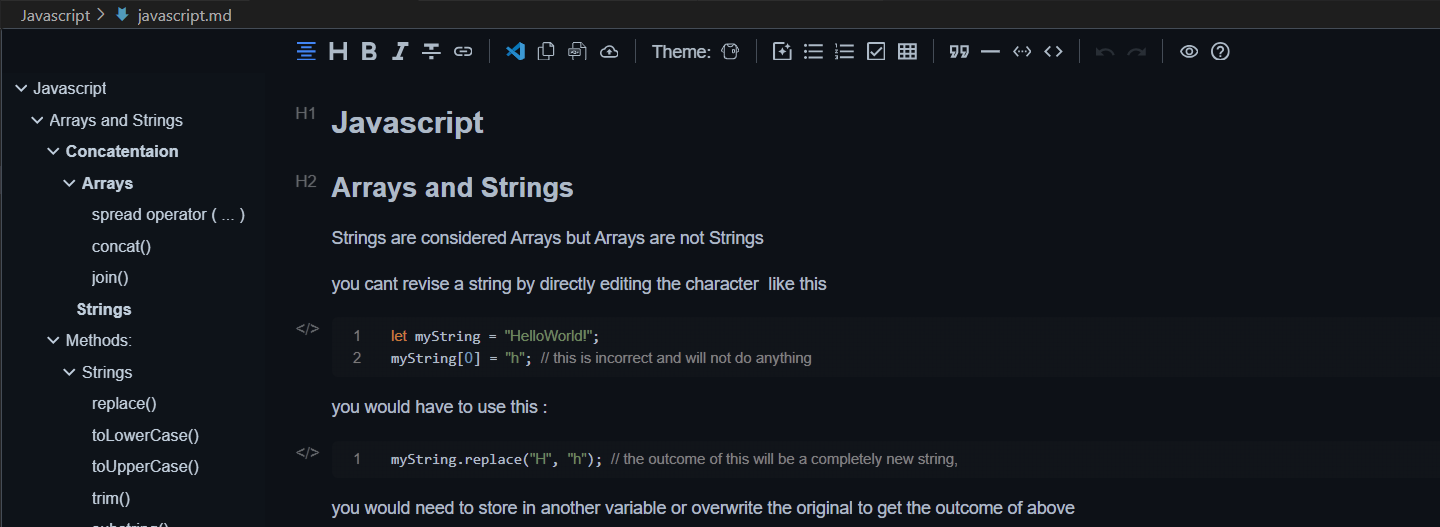 Javascript > javascript.md
H B I T Theme:
Javascript
Arrays and Strings
Concatentaion
Arrays
spread operator ( ... )
concat()
join()
Strings
Methods:
Strings
replace()
toLowerCase()
toUpperCase()
trim()
substring()
H1 Javascript
H2 Arrays and Strings
Strings are considered Arrays but Arrays are not Strings
you cant revise a string by directly editing the character  like this
</>
1 let myString = "HelloWorld!";
2 myString[0] = "h"; // this is incorrect and will not do anything
you would have to use this :
</>
1 myString.replace("H", "h"); // the outcome of this will be a completely new string,
you would need to store in another variable or overwrite the original to get the outcome of above